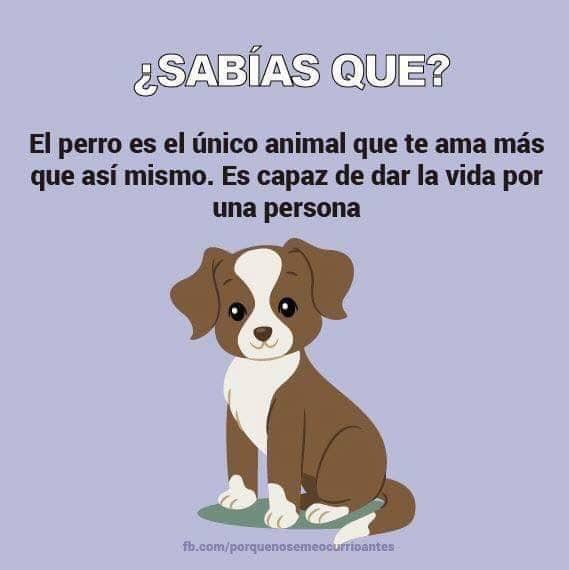 ¿SABÍAS QUE?
El perro es el único animal que te ama más
que así mismo. Es capaz de dar la vida por
una persona
fb.com/porquenosemeocurrioantes